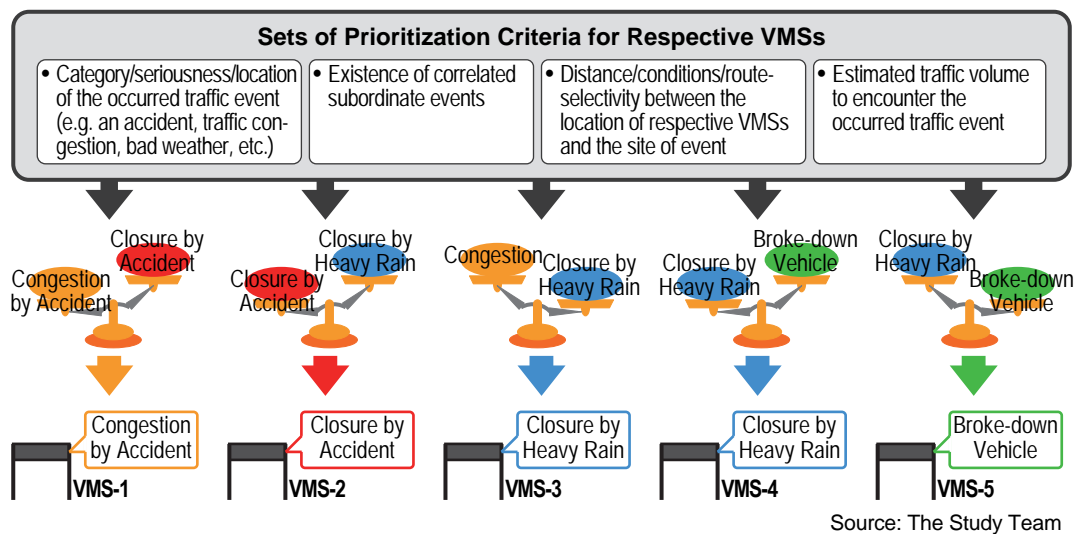 Sets of Prioritization Criteria for Respective VMSs
• Category/seriousness/location
of the occurred traffic event
(e.g. an accident, traffic con-
gestion, bad weather, etc.)
• Existence of correlated
subordinate events
• Distance/conditions/route-
selectivity between the
location of respective VMSs
and the site of event
• Estimated traffic volume
to encounter the
occurred traffic event
Congestion
by Accident
Closure by
Accident
Closure by
Accident
Closure by
Heavy Rain
Congestion
Closure by
Heavy Rain
Closure by
Heavy Rain
Broke-down
Vehicle
Closure by
Heavy Rain
Broke-down
Vehicle
Congestion
by Accident
VMS-1
Closure by
Accident
VMS-2
Closure by
Heavy Rain
VMS-3
Closure by
Heavy Rain
VMS-4
Broke-down
Vehicle
VMS-5
Source: The Study Team